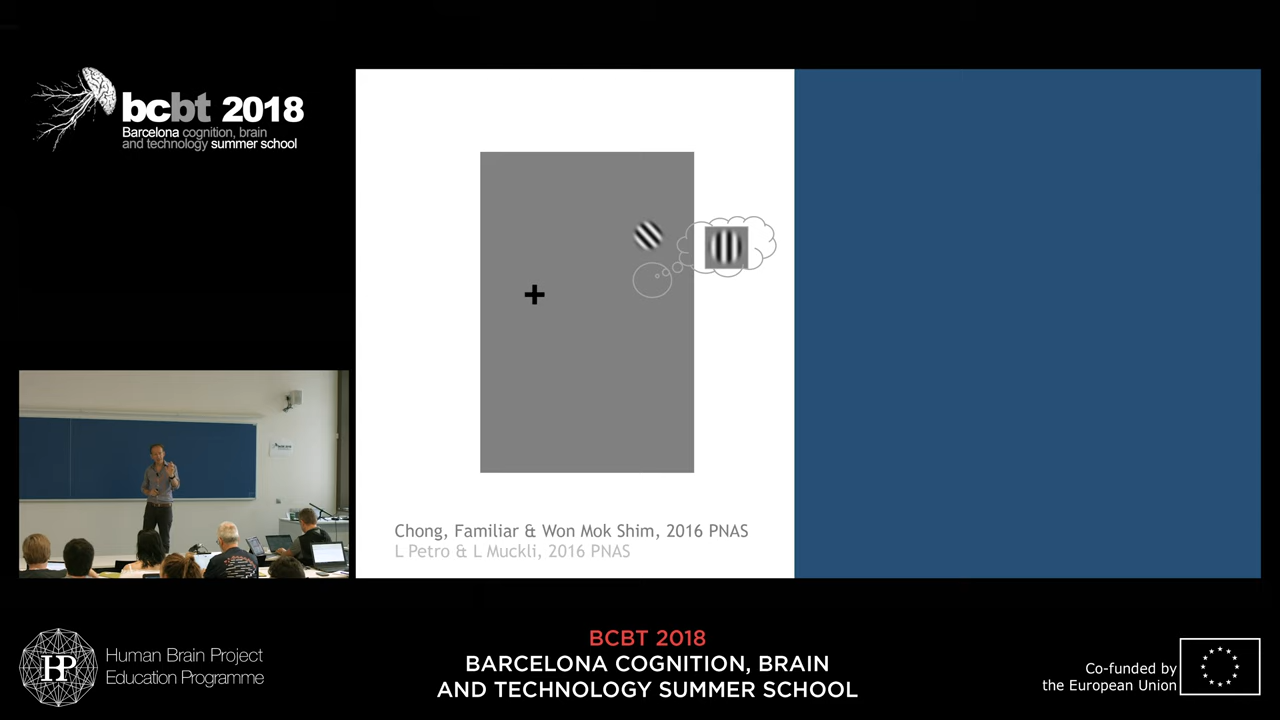 bcbt 2018
Barcelona cognition, brain
and technology summer school
Chong, Familiar & Won Mok Shim, 2016 PNAS
L Petro & L Muckli, 2016 PNAS
HP
Human Brain Project
Education Programme
BCBT 2018
BARCELONA COGNITION, BRAIN
AND TECHNOLOGY SUMMER SCHOOL
Co-funded by
the European Union